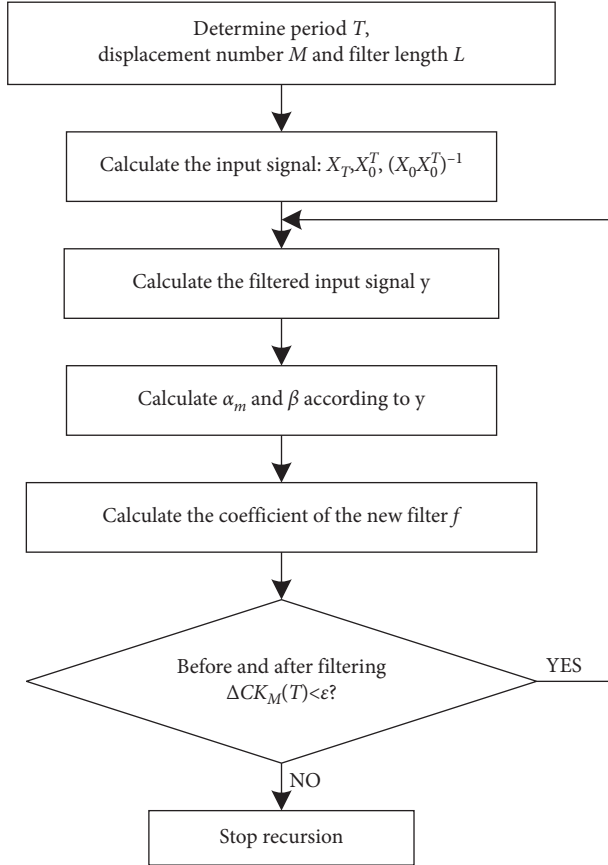 Determine period T,
displacement number M and filter length L
Calculate the input signal: X_T, X_0^T, (X_0X_0^T)^{-1}
Calculate the filtered input signal y
Calculate α_m and β according to y
Calculate the coefficient of the new filter f
Before and after filtering
ΔCK_M(T)<ε?
YES
NO
Stop recursion